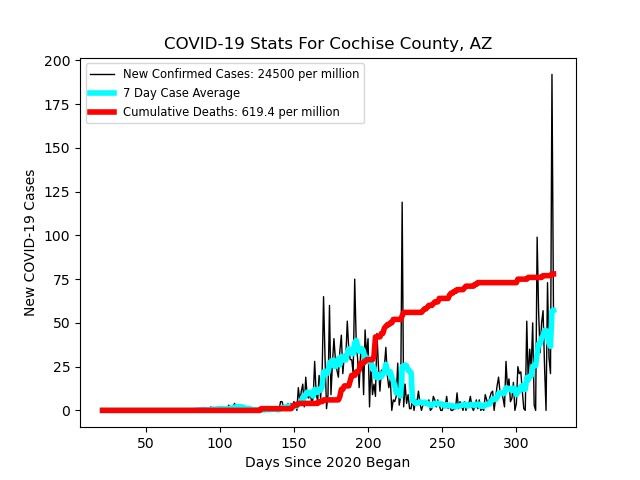 COVID-19 Stats For Cochise County, AZ
New Confirmed Cases: 24500 per million
7 Day Case Average
Cumulative Deaths: 619.4 per million
200
175
150
125
100
75
50
25
0
New COVID-19 Cases
50 100 150 200 250 300
Days Since 2020 Began